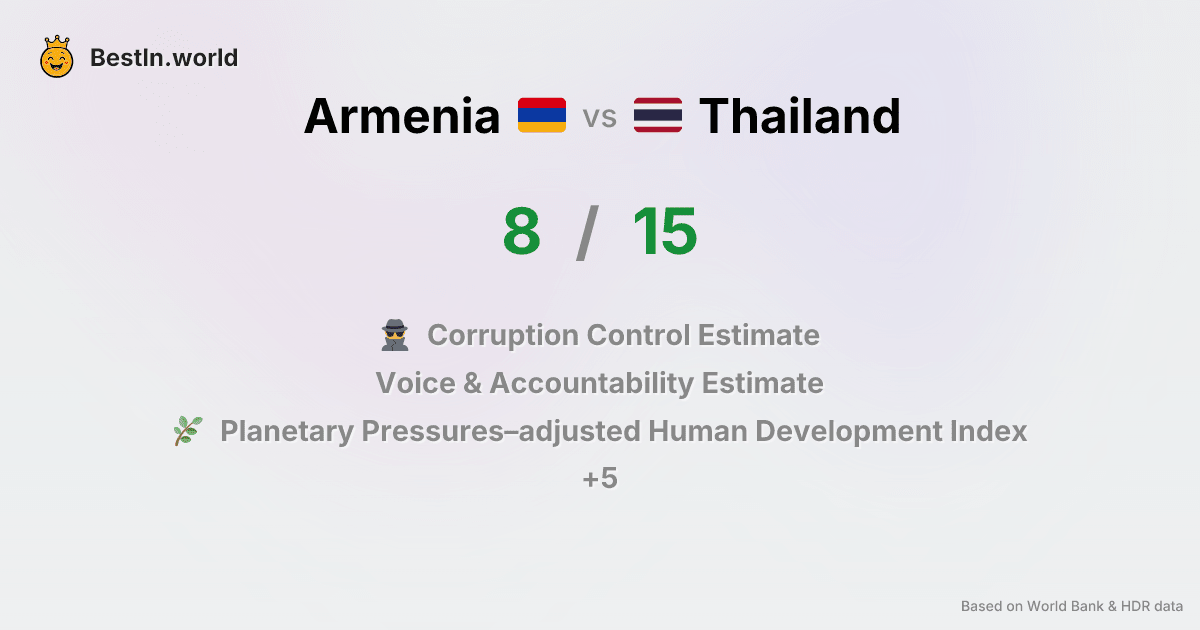 BestIn.world
Armenia vs Thailand
8 / 15
Corruption Control Estimate
Voice & Accountability Estimate
Planetary Pressures–adjusted Human Development Index
+5
Based on World Bank & HDR data